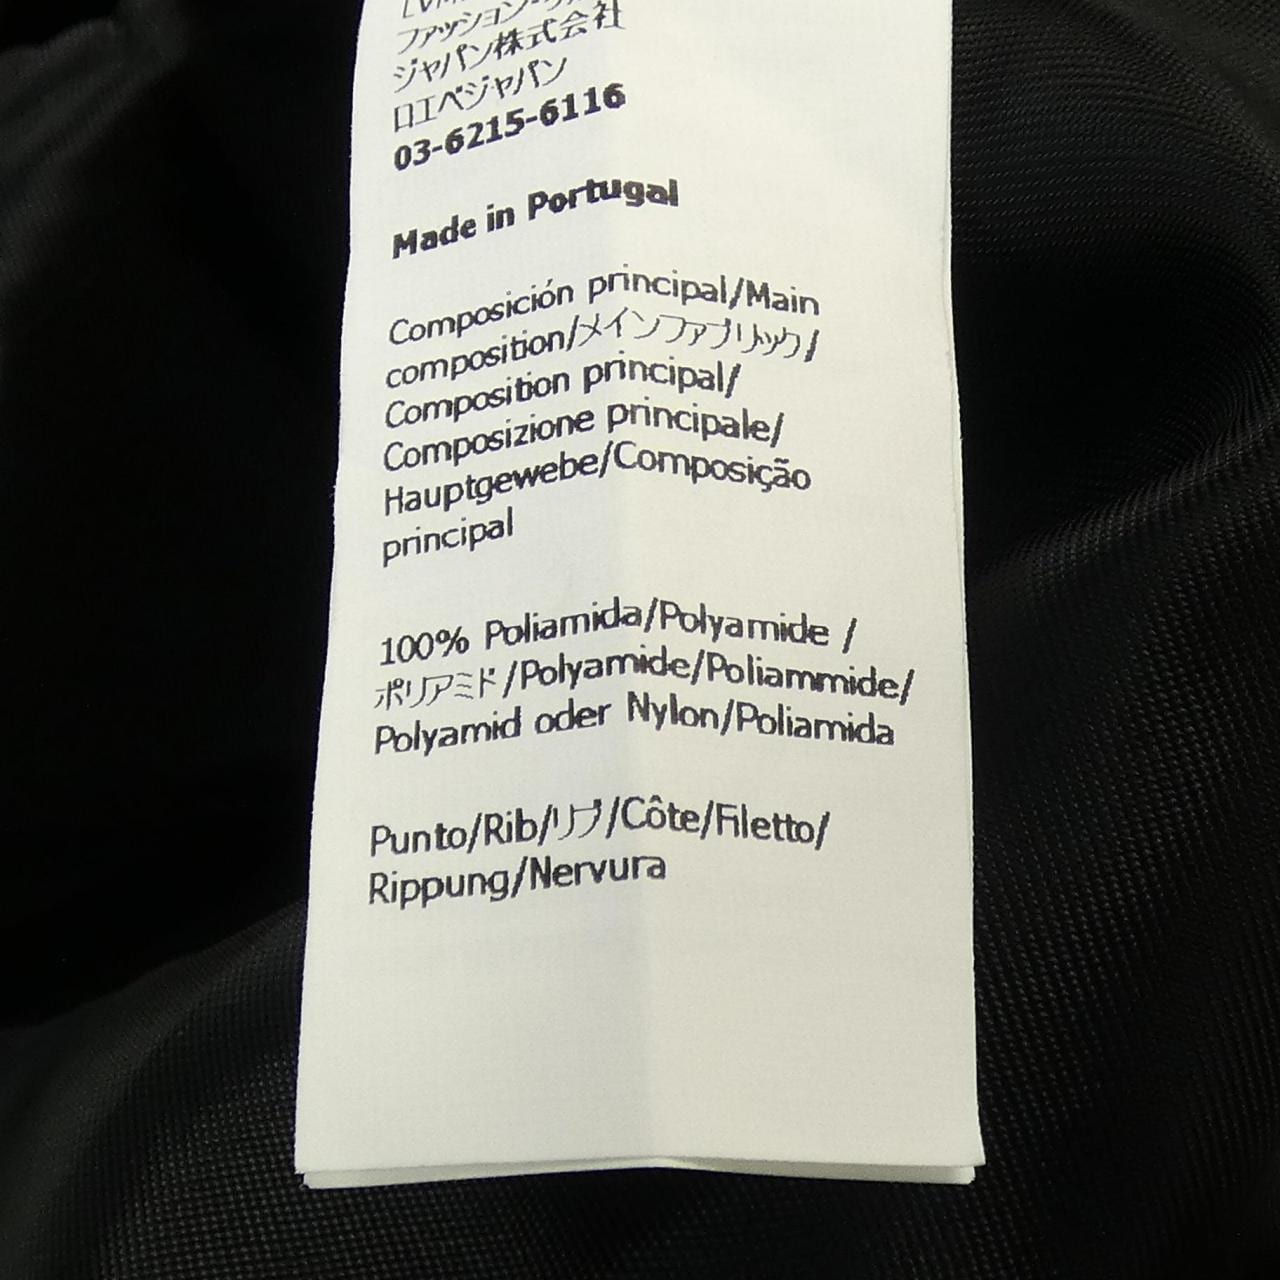 ファッション・グ
ジャパン株式会社
ロエベジャパン
03-6215-6116
Made in Portugal
Composición principal/Main
composition/メインファブリック/
Composition principal/
Composizione principale/
Hauptgewebe/Composição
principal
100% Poliamida/Polyamide /
ポリアミド/Polyamide/Poliammide/
Polyamid oder Nylon/Poliamida
Punto/Rib/リブ/Côte/Filetto/
Rippung/Nervura